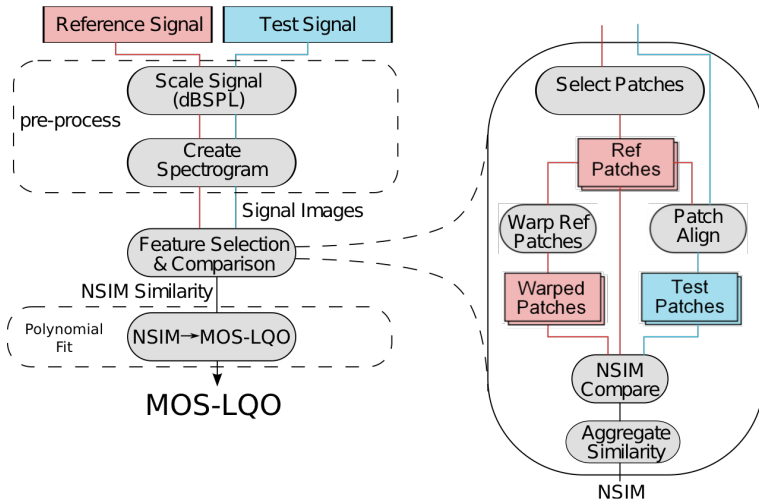 Reference Signal
Test Signal
pre-process
Scale Signal
(dBSPL)
Create
Spectrogram
Signal Images
Feature Selection
& Comparison
NSIM Similarity
Polynomial
Fit
NSIM→MOS-LQO
MOS-LQO
Select Patches
Ref
Patches
Warp Ref
Patches
Patch
Align
Warped
Patches
Test
Patches
NSIM
Compare
Aggregate
Similarity
NSIM